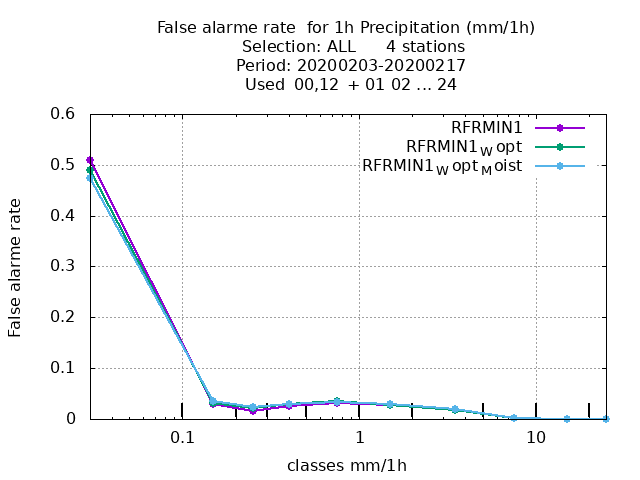 False alarme rate  for 1h Precipitation (mm/1h)
Selection: ALL      4 stations
Period: 20200203-20200217
Used  00,12  + 01 02 ... 24
RFRMIN1
RFRMIN1_W opt
RFRMIN1_W opt_M oist
False alarme rate
0.6
0.5
0.4
0.3
0.2
0.1
0
0.1
1
10
classes mm/1h